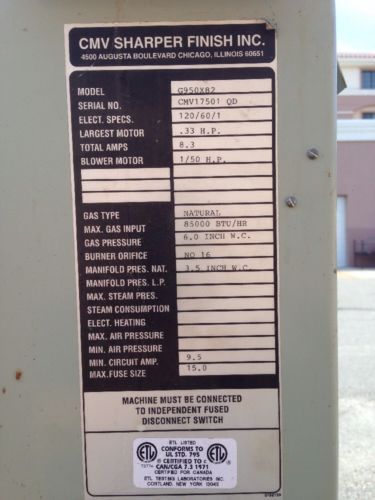 CMV SHARPER FINISH INC.
4500 AUGUSTA BOULEVARD CHICAGO, ILLINOIS 60651
MODEL G950X82
SERIAL NO. CMV17501 QD
ELECT. SPECS. 120/60/1
LARGEST MOTOR .33 H.P.
TOTAL AMPS 8.3
BLOWER MOTOR 1/50 H.P.
GAS TYPE NATURAL
MAX. GAS INPUT 85000 BTU/HR
GAS PRESSURE 6.0 INCH W.C.
BURNER ORIFICE NO 16
MANIFOLD PRES. NAT. 3.5 INCH W.C.
MANIFOLD PRES. L.P.
MAX. STEAM PRES.
STEAM CONSUMPTION
ELECT. HEATING
MAX. AIR PRESSURE
MIN. AIR PRESSURE
MIN. CIRCUIT AMP. 9.5
MAX. FUSE SIZE 15.0
MACHINE MUST BE CONNECTED
TO INDEPENDENT FUSED
DISCONNECT SWITCH
ETL LISTED
CONFORMS TO
UL STD. 795
CERTIFIED TO
CAN/CGA 7.3 1971
CERTIFIED FOR CANADA
ETL TESTING LABORATORIES INC.
CORTLAND, NEW YORK 13045